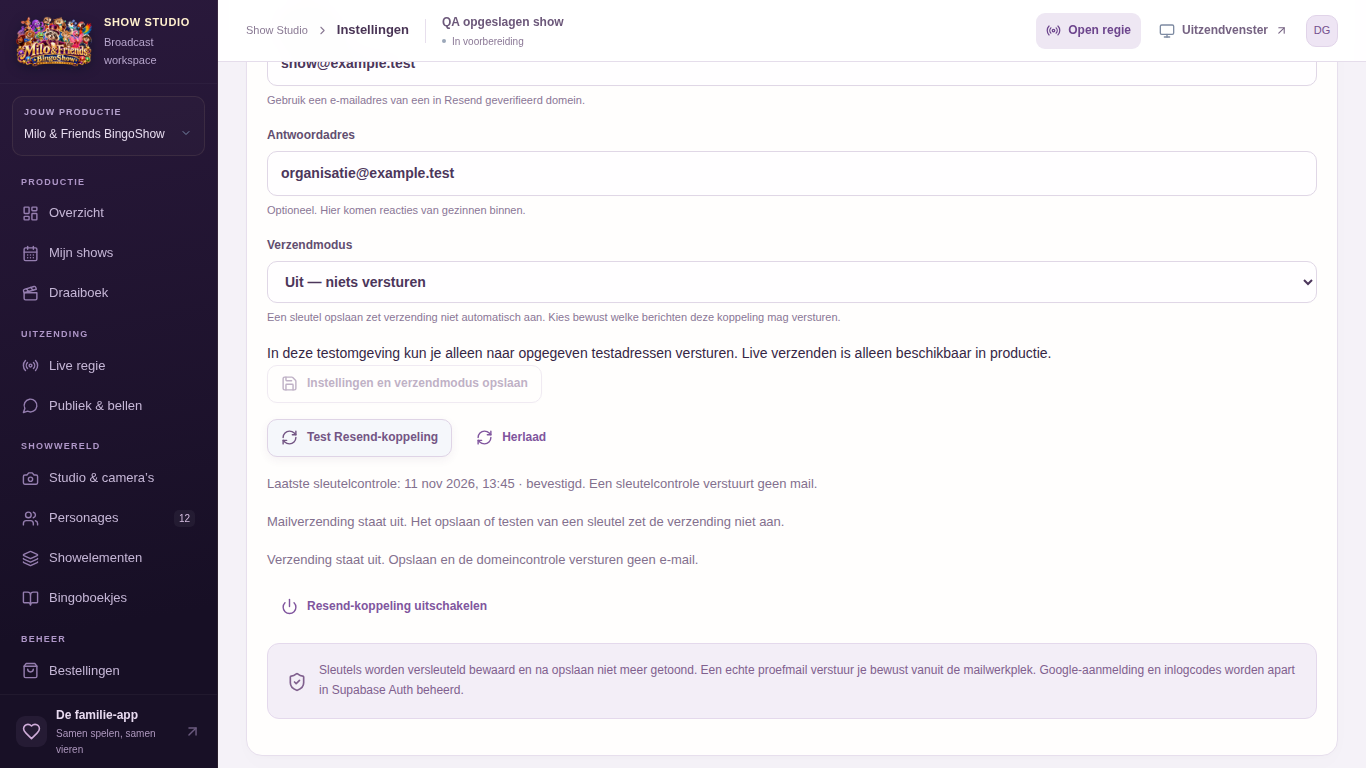 Milo & Friends
BingoShow
SHOW STUDIO
Broadcast
workspace
JOUW PRODUCTIE
Milo & Friends BingoShow
PRODUCTIE
Overzicht
Mijn shows
Draaiboek
UITZENDING
Live regie
Publiek & bellen
SHOWWERELD
Studio & camera's
Personages
12
Showelementen
Bingoboekjes
BEHEER
Bestellingen
De familie-app
Samen spelen, samen
vieren
Show Studio
Instellingen
QA opgeslagen show
In voorbereiding
Open regie
Uitzendvenster
DG
show@example.test
Gebruik een e-mailadres van een in Resend geverifieerd domein.
Antwoordadres
organisatie@example.test
Optioneel. Hier komen reacties van gezinnen binnen.
Verzendmodus
Uit — niets versturen
Een sleutel opslaan zet verzending niet automatisch aan. Kies bewust welke berichten deze koppeling mag versturen.
In deze testomgeving kun je alleen naar opgegeven testadressen versturen. Live verzenden is alleen beschikbaar in productie.
Instellingen en verzendmodus opslaan
Test Resend-koppeling
Herlaad
Laatste sleutelcontrole: 11 nov 2026, 13:45 · bevestigd. Een sleutelcontrole verstuurt geen mail.
Mailverzending staat uit. Het opslaan of testen van een sleutel zet de verzending niet aan.
Verzending staat uit. Opslaan en de domeincontrole versturen geen e-mail.
Resend-koppeling uitschakelen
Sleutels worden versleuteld bewaard en na opslaan niet meer getoond. Een echte proefmail verstuur je bewust vanuit de mailwerkplek. Google-aanmelding en inlogcodes worden apart
in Supabase Auth beheerd.